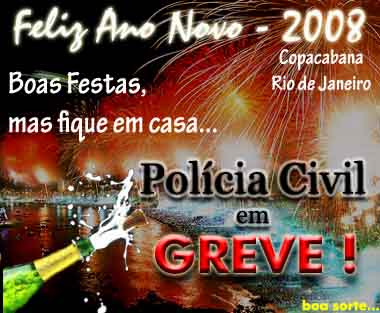 Feliz Ano Novo - 2008
Copacabana
Rio de Janeiro
Boas Festas,
mas fique em casa...
Polícia Civil
em
GREVE !
boa sorte...